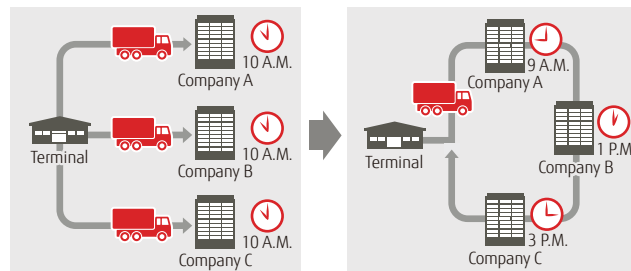 10 A.M.
Company A
Terminal
10 A.M.
Company B
10 A.M.
Company C
9 A.M.
Company A
Terminal
1 P.M
Company B
3 P.M.
Company C